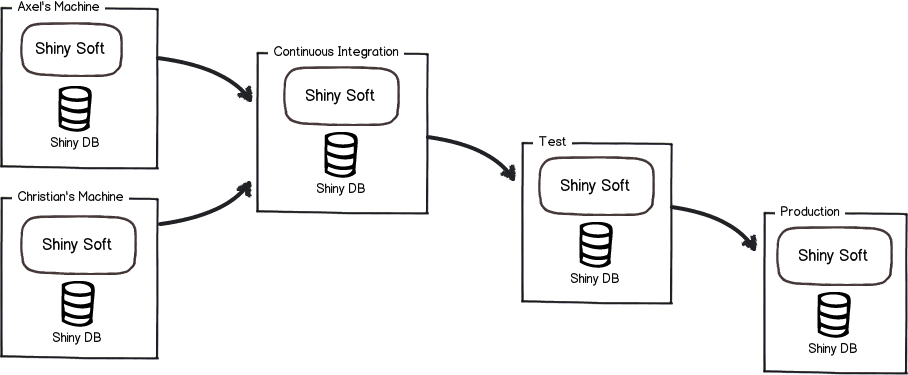 Axel's Machine
Shiny Soft
Shiny DB
Christian's Machine
Shiny Soft
Shiny DB
Continuous Integration
Shiny Soft
Shiny DB
Test
Shiny Soft
Shiny DB
Production
Shiny Soft
Shiny DB